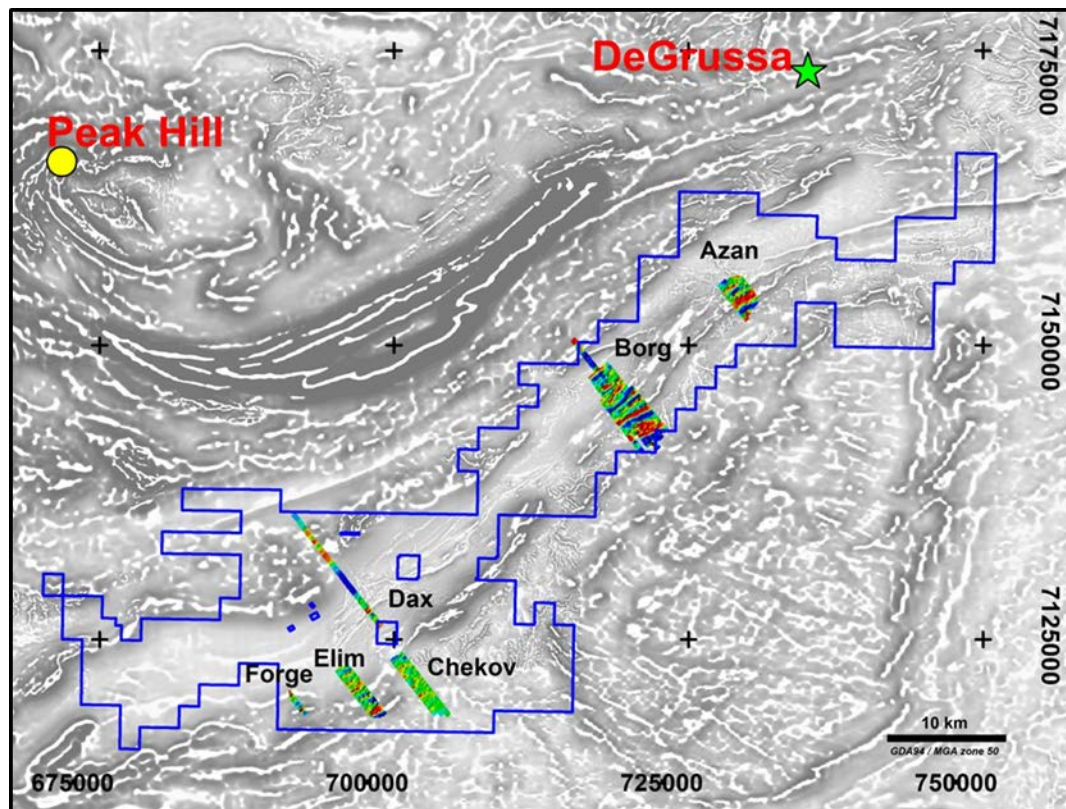 DeGrussa
7175000
Peak Hill
Azan
7150000
Borg
Dax
7125000
Elim
Chekov
Forge
10 km
GDA94 / MGA zone 50
675000
700000
725000
750000